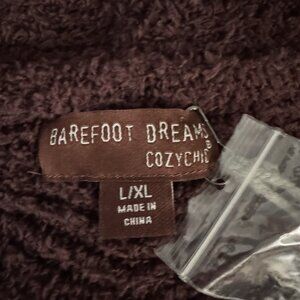 BAREFOOT DREAMS
COZYCHIC
®
L/XL
MADE IN
CHINA